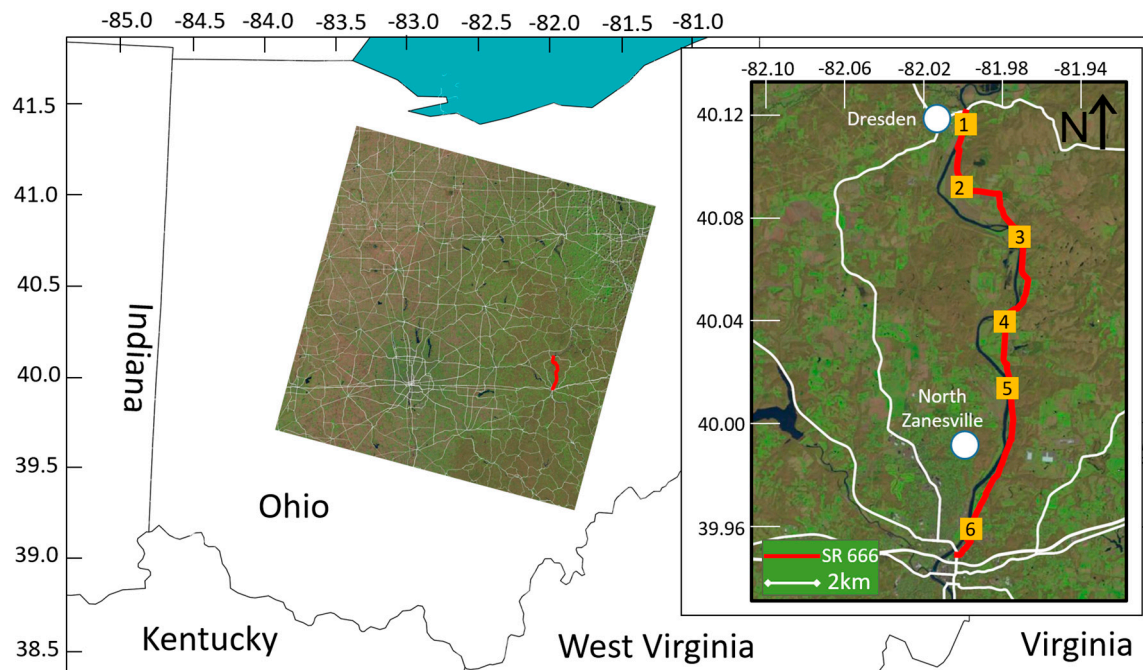 -85.0 -84.5 -84.0 -83.5 -83.0 -82.5 -82.0 -81.5 -81.0
41.5
41.0
40.5
40.0
39.5
39.0
38.5
Indiana
Ohio
Kentucky
West Virginia
Virginia
-82.10 -82.06 -82.02 -81.98 -81.94
40.12
40.08
40.04
40.00
39.96
N
Dresden
1
2
3
4
5
North
Zanesville
6
SR 666
2km